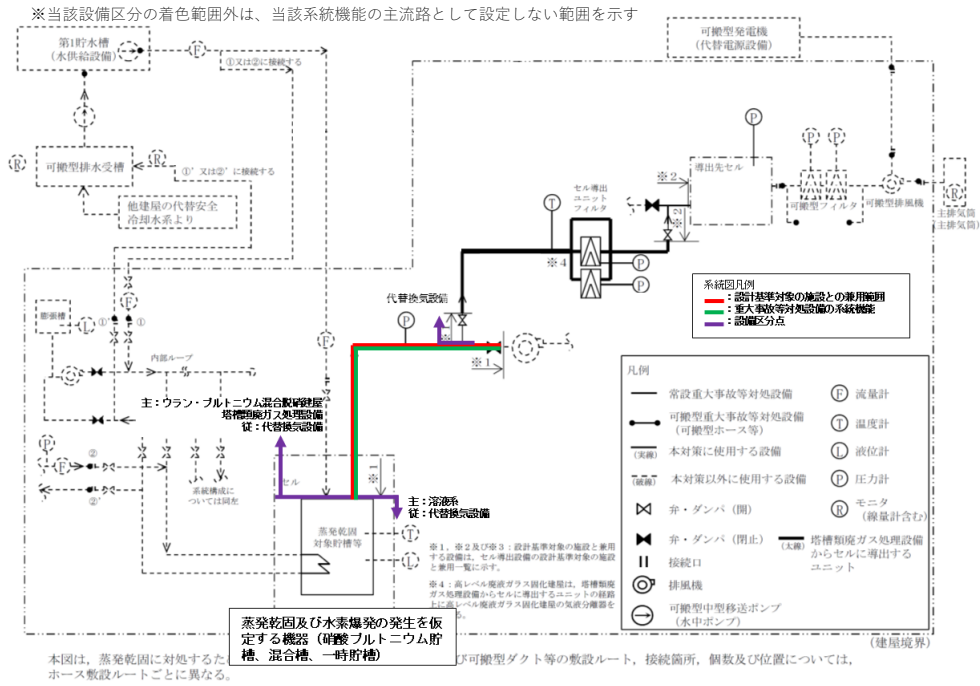 ※当該設備区分の着色範囲外は、当該系統機能の主流路として設定しない範囲を示す
第1貯水槽
(水供給設備)
F
①又は②に接続する
可搬型発電機
(代替電源設備)
R
可搬型排水受槽
R
①’又は②’に接続する
他建屋の代替安全
冷却水系より
P
導出先セル
P
P
可搬型フィルタ
可搬型排風機
R
主排気筒
主排気筒)
※2
※2
セル導出
ユニット
フィルタ
T
※4
P
P
代替換気設備
P
※
※1
膨張槽
L
F
①’
①
内部ループ
F
系統図凡例
：設計基準対象の施設との兼用範囲
：重大事故等対処設備の系統機能
：設備区分点
主：ウラン・プルトニウム混合脱硝建屋
塔槽類廃ガス処理設備
従：代替換気設備
P
F
②
②’
系統構成に
ついては同左
セル
※1
主：溶液系
従：代替換気設備
蒸発乾固
対象貯槽等
T
L
凡例
常設重大事故等対処設備
可搬型重大事故等対処設備
(可搬型ホース等)
(実線)
本対策に使用する設備
(破線)
本対策以外に使用する設備
弁・ダンパ（開）
弁・ダンパ（閉止）
接続口
排風機
可搬型中型移送ポンプ
(水中ポンプ)
F
流量計
T
温度計
L
液位計
P
圧力計
R
モニタ
(線量計含む)
(太線)
塔槽類廃ガス処理設備
からセルに導出する
ユニット
※1，※2及び※3：設計基準対象の施設と兼用
する設備は、セル導出設備の設計基準対象の施設
と兼用一覧に示す。
※4：高レベル廃液ガラス固化建屋は、塔槽類廃
ガス処理設備からセルに導出するユニットの経路
上に高レベル廃液ガラス固化建屋の気液分離器を
る。
蒸発乾固及び水素爆発の発生を仮
定する機器（硝酸プルトニウム貯
槽、混合槽、一時貯槽）
(建屋境界)
本図は，蒸発乾固に対処するた
び可搬型ダクト等の敷設ルート，接続箇所，個数及び位置については，
ホース敷設ルートごとに異なる。